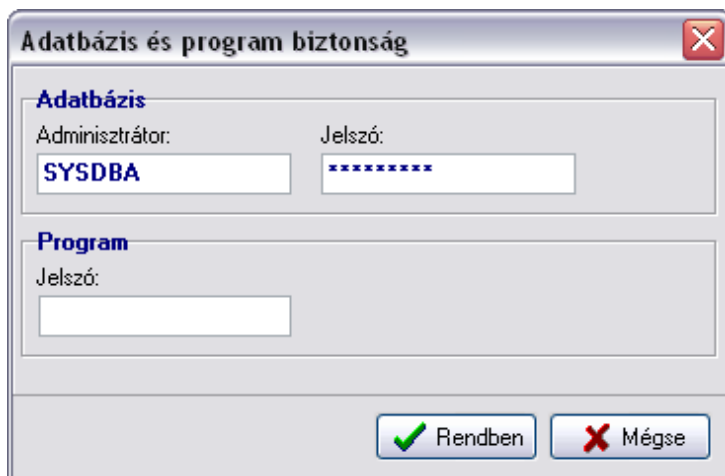 Adatbázis és program biztonság
Adatbázis
Adminisztrátor: Jelszó:
SYSDBA *********
Program
Jelszó:
Rendben Mégse